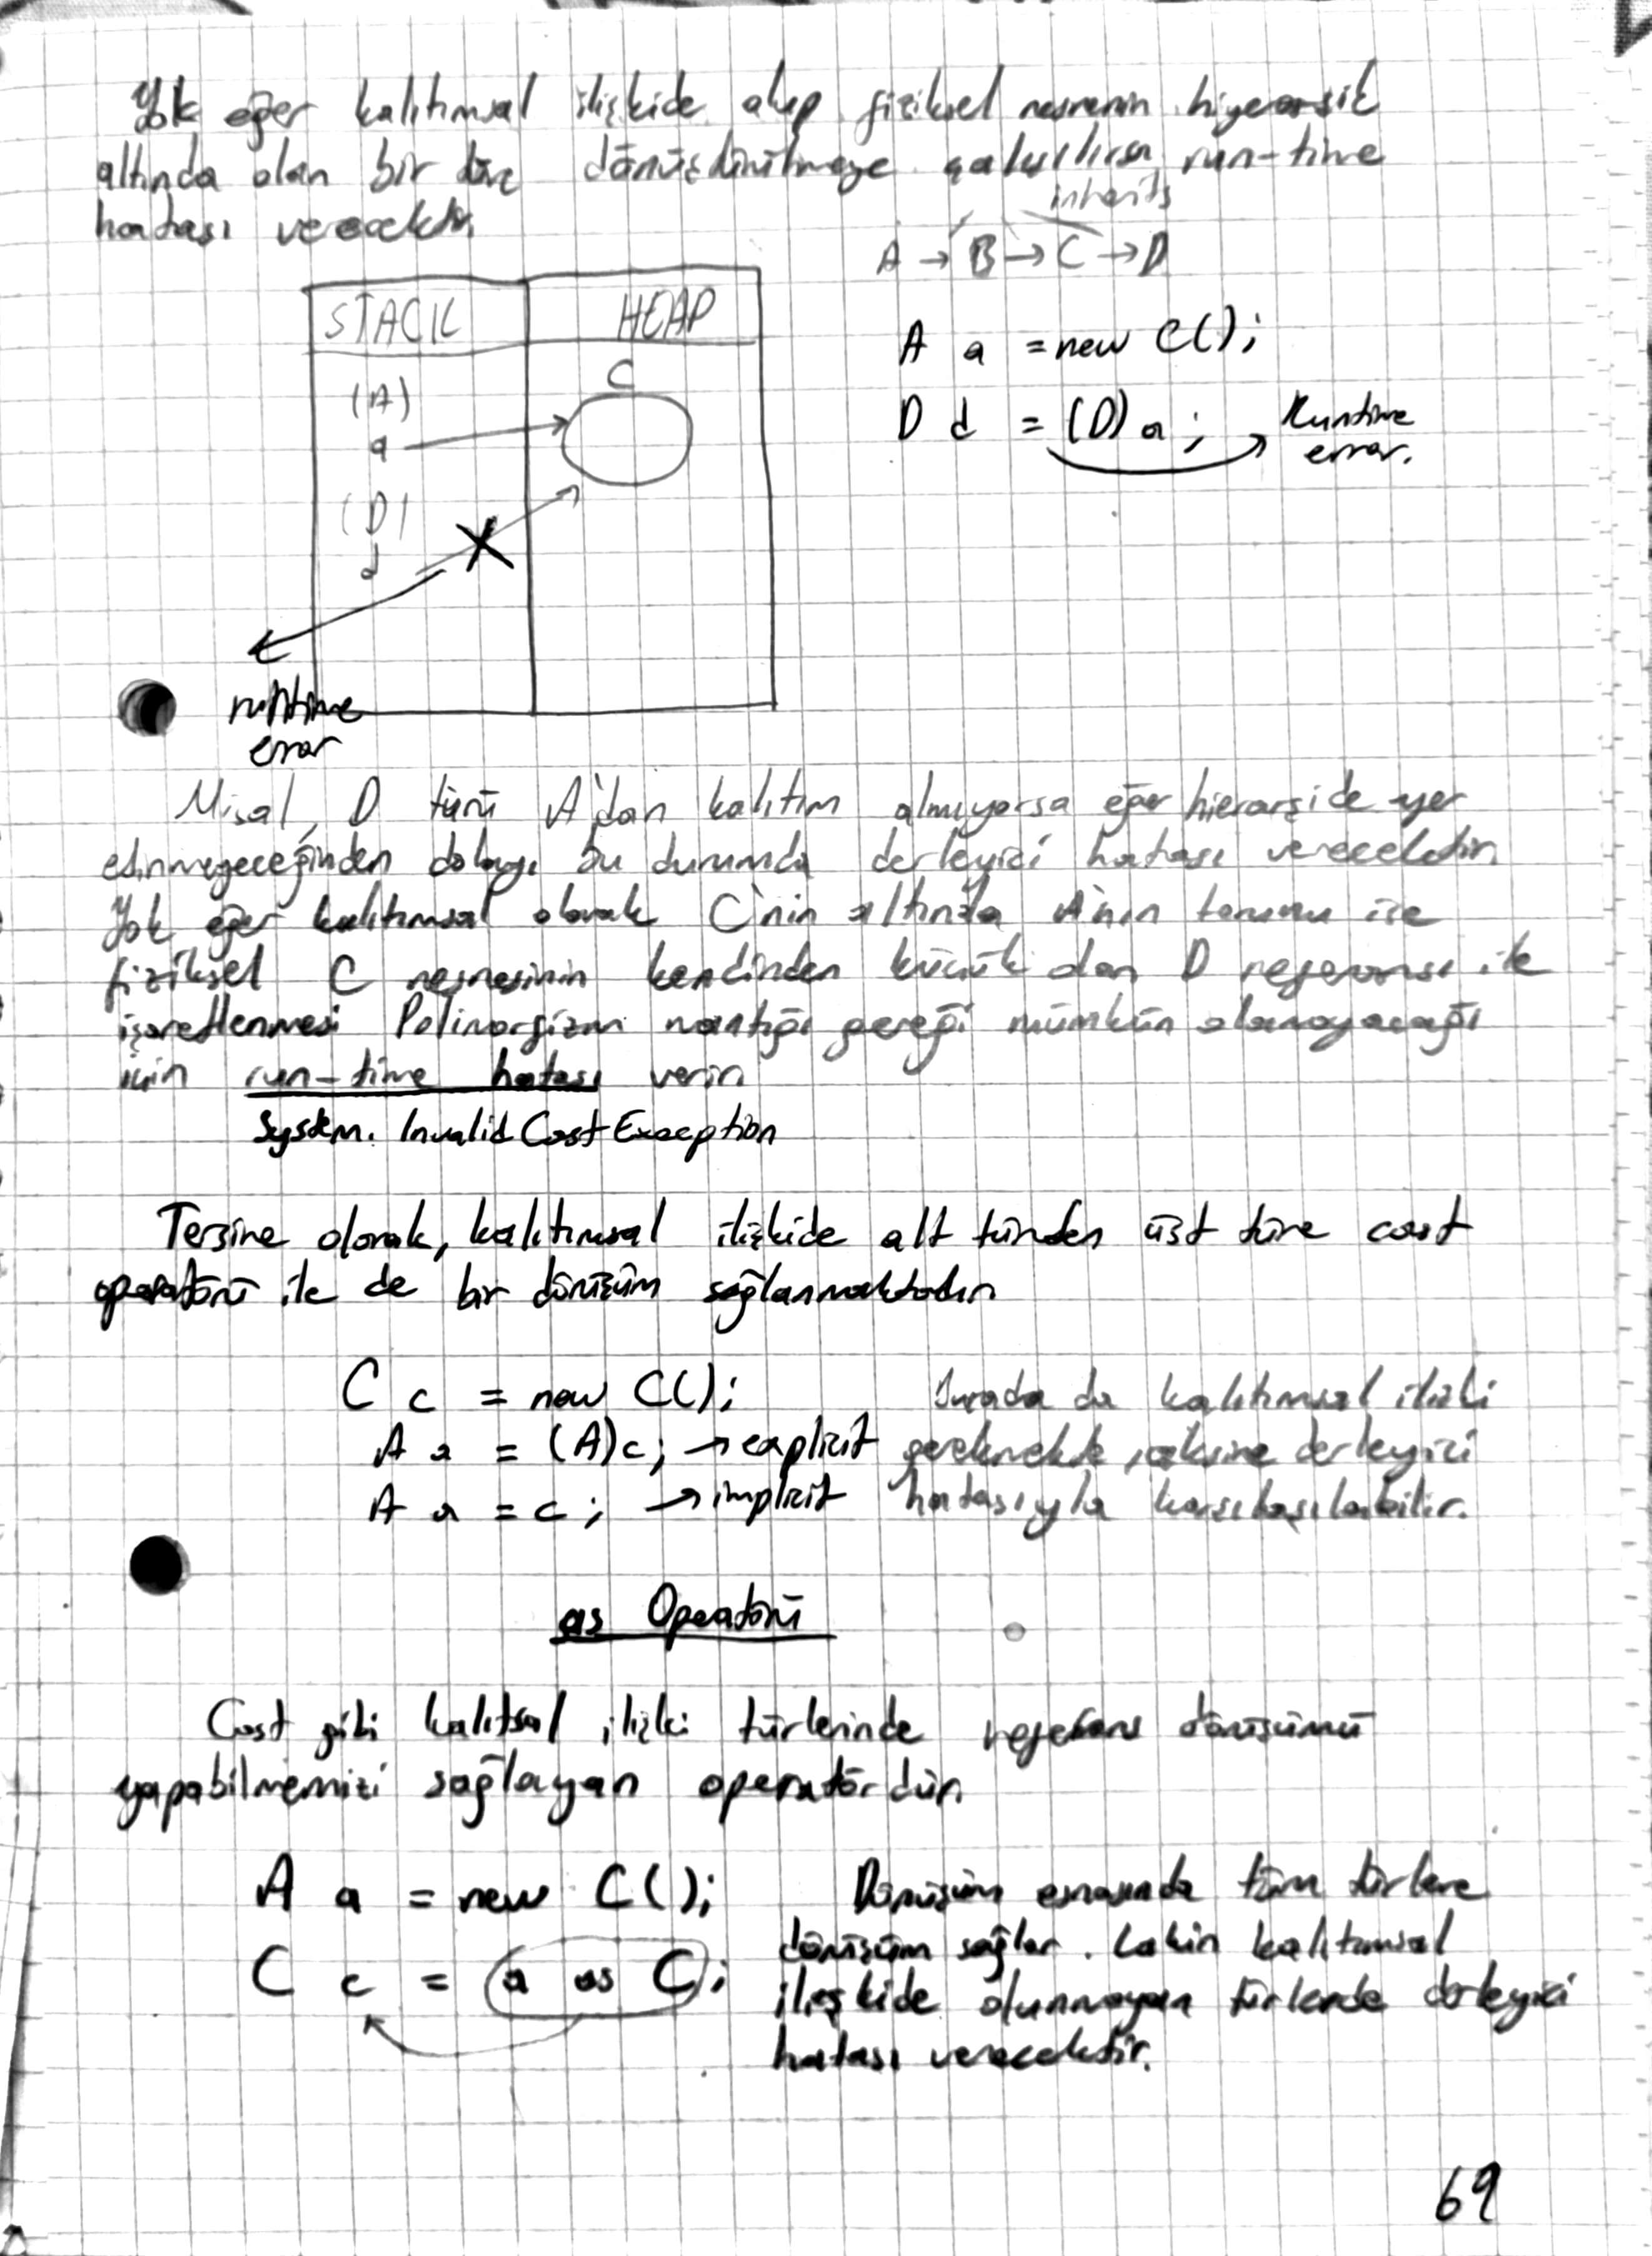 Yok eğer kalıtımsal ilişkide olup fiziksel nesnenin hiyerarşik
altında olan bir türe dönüştürülmeye çalışılırsa run-time
hatası verecektir.
inherits
A → B → C → D
STACK HEAP
(A)
a
C
(D)
d
runtime
error
A a = new C();
D d = (D) a; Runtime
error.
Misal, D türü A'dan kalıtım almıyorsa eğer hierarşide yer
edinmeyeceğinden dolayı bu durumda derleyici hatası verecektir.
Yok eğer kalıtımsal olarak C'nin altında A'nın torunu ise
fiziksel C nesnesinin kendinden küçük olan D referansı ile
işaretlenmesi Polimorfizm mantığı gereği mümkün olamayacağı
için run-time hatası verir.
System.InvalidCastException
Tersine olarak, kalıtımsal ilişkide alt türden üst türe cast
operatörü ile de bir dönüşüm sağlanmaktadır.
C c = new C();
A a = (A)c; → explicit
A a = c; → implicit
Burada da kalıtımsal ilişki
gerekmekte, aksine derleyici
hatasıyla karşılaşılabilir.
as Operatörü
Cast gibi kalıtsal ilişki türlerinde referans dönüşümü
yapabilmemizi sağlayan operatördür.
A a = new C();
C c = a as C;
Dönüşüm esnasında tüm türlere
dönüşüm sağlar. Lakin kalıtımsal
ilişkide olunmayan türlerde derleyici
hatası verecektir.
69